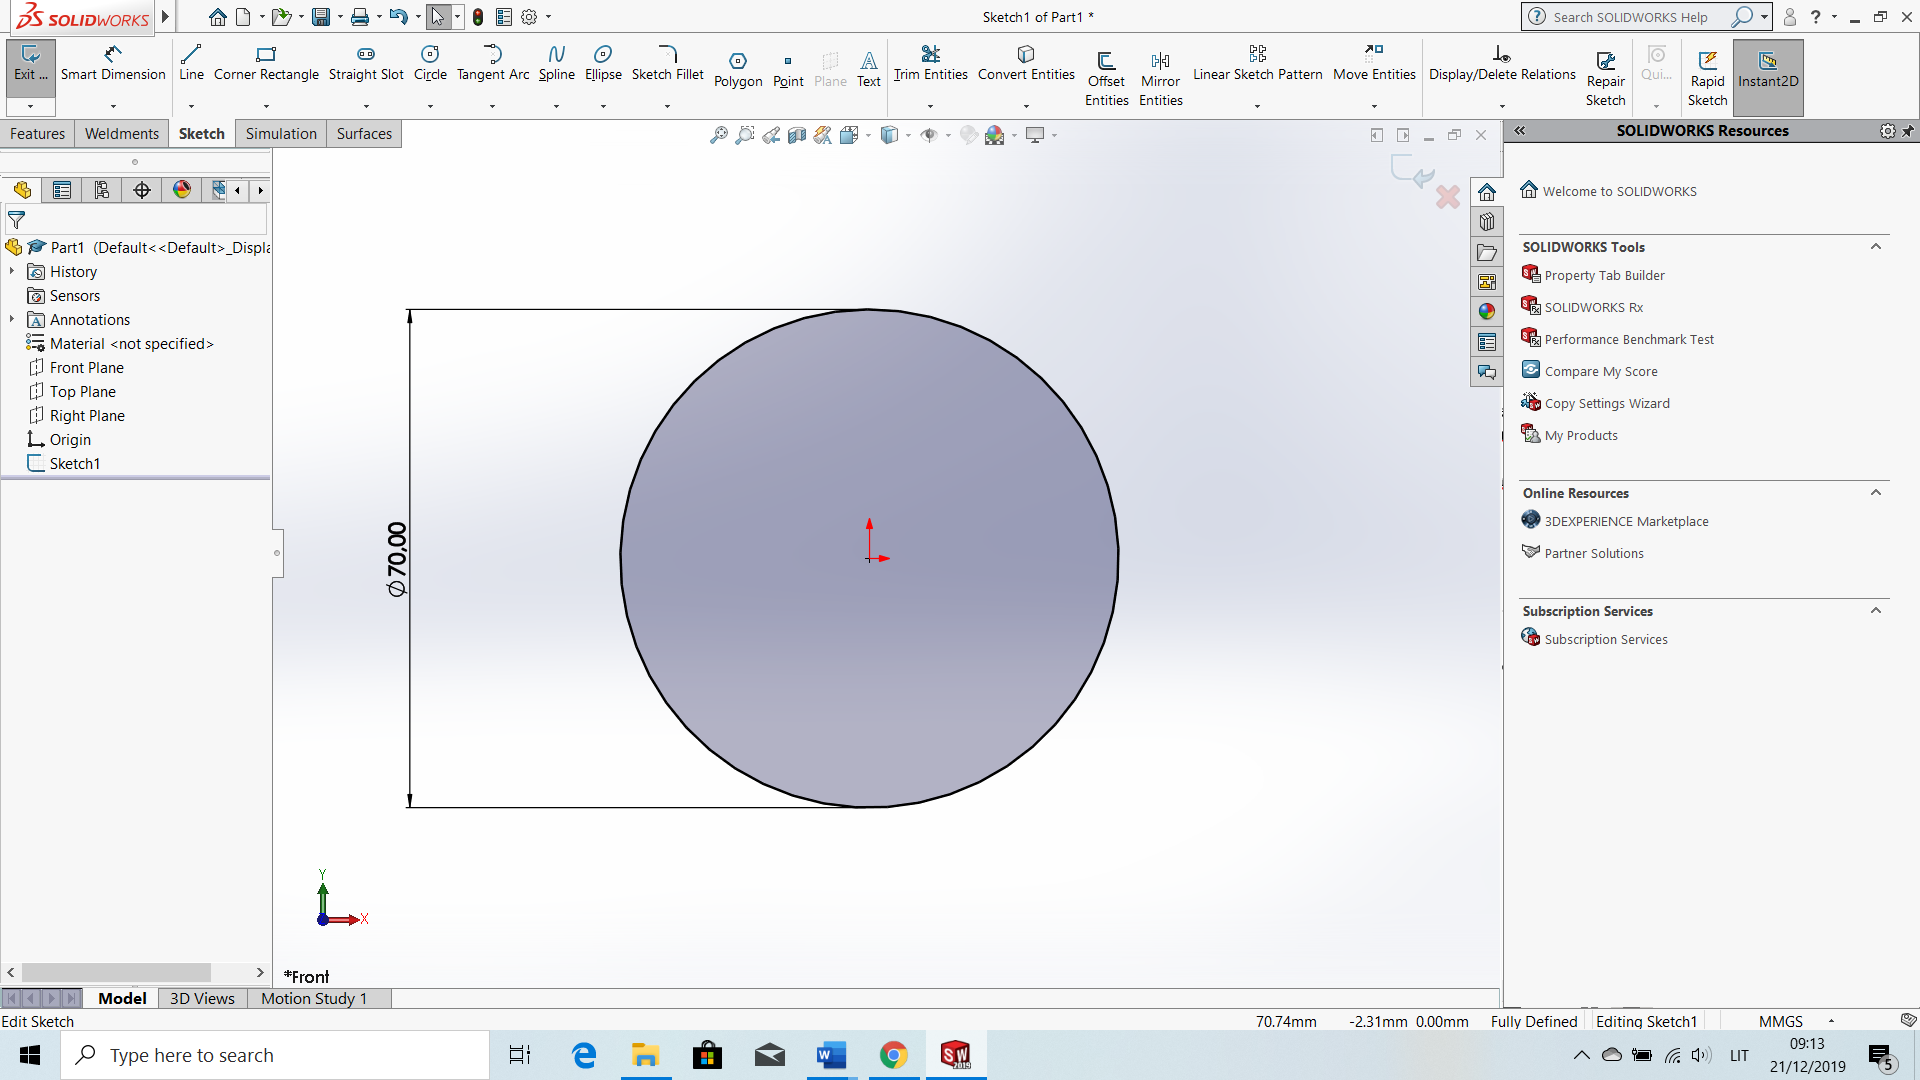 SOLIDWORKS
Sketch1 of Part1 *
Search SOLIDWORKS Help
Exit ...
Smart Dimension
Line
Corner Rectangle
Straight Slot
Circle
Tangent Arc
Spline
Ellipse
Sketch Fillet
Polygon
Point
Plane
Text
Trim Entities
Convert Entities
Offset
Entities
Mirror
Entities
Linear Sketch Pattern
Move Entities
Display/Delete Relations
Repair
Sketch
Qui...
Rapid
Sketch
Instant2D
Features
Weldments
Sketch
Simulation
Surfaces
Part1 (Default<<Default>_Displa
History
Sensors
Annotations
Material <not specified>
Front Plane
Top Plane
Right Plane
Origin
Sketch1
∅70,00
Y
X
*Front
SOLIDWORKS Resources
Welcome to SOLIDWORKS
SOLIDWORKS Tools
Property Tab Builder
SOLIDWORKS Rx
Performance Benchmark Test
Compare My Score
Copy Settings Wizard
My Products
Online Resources
3DEXPERIENCE Marketplace
Partner Solutions
Subscription Services
Subscription Services
Model
3D Views
Motion Study 1
Edit Sketch
70.74mm
-2.31mm 0.00mm
Fully Defined
Editing Sketch1
MMGS
Type here to search
LIT
09:13
21/12/2019
5